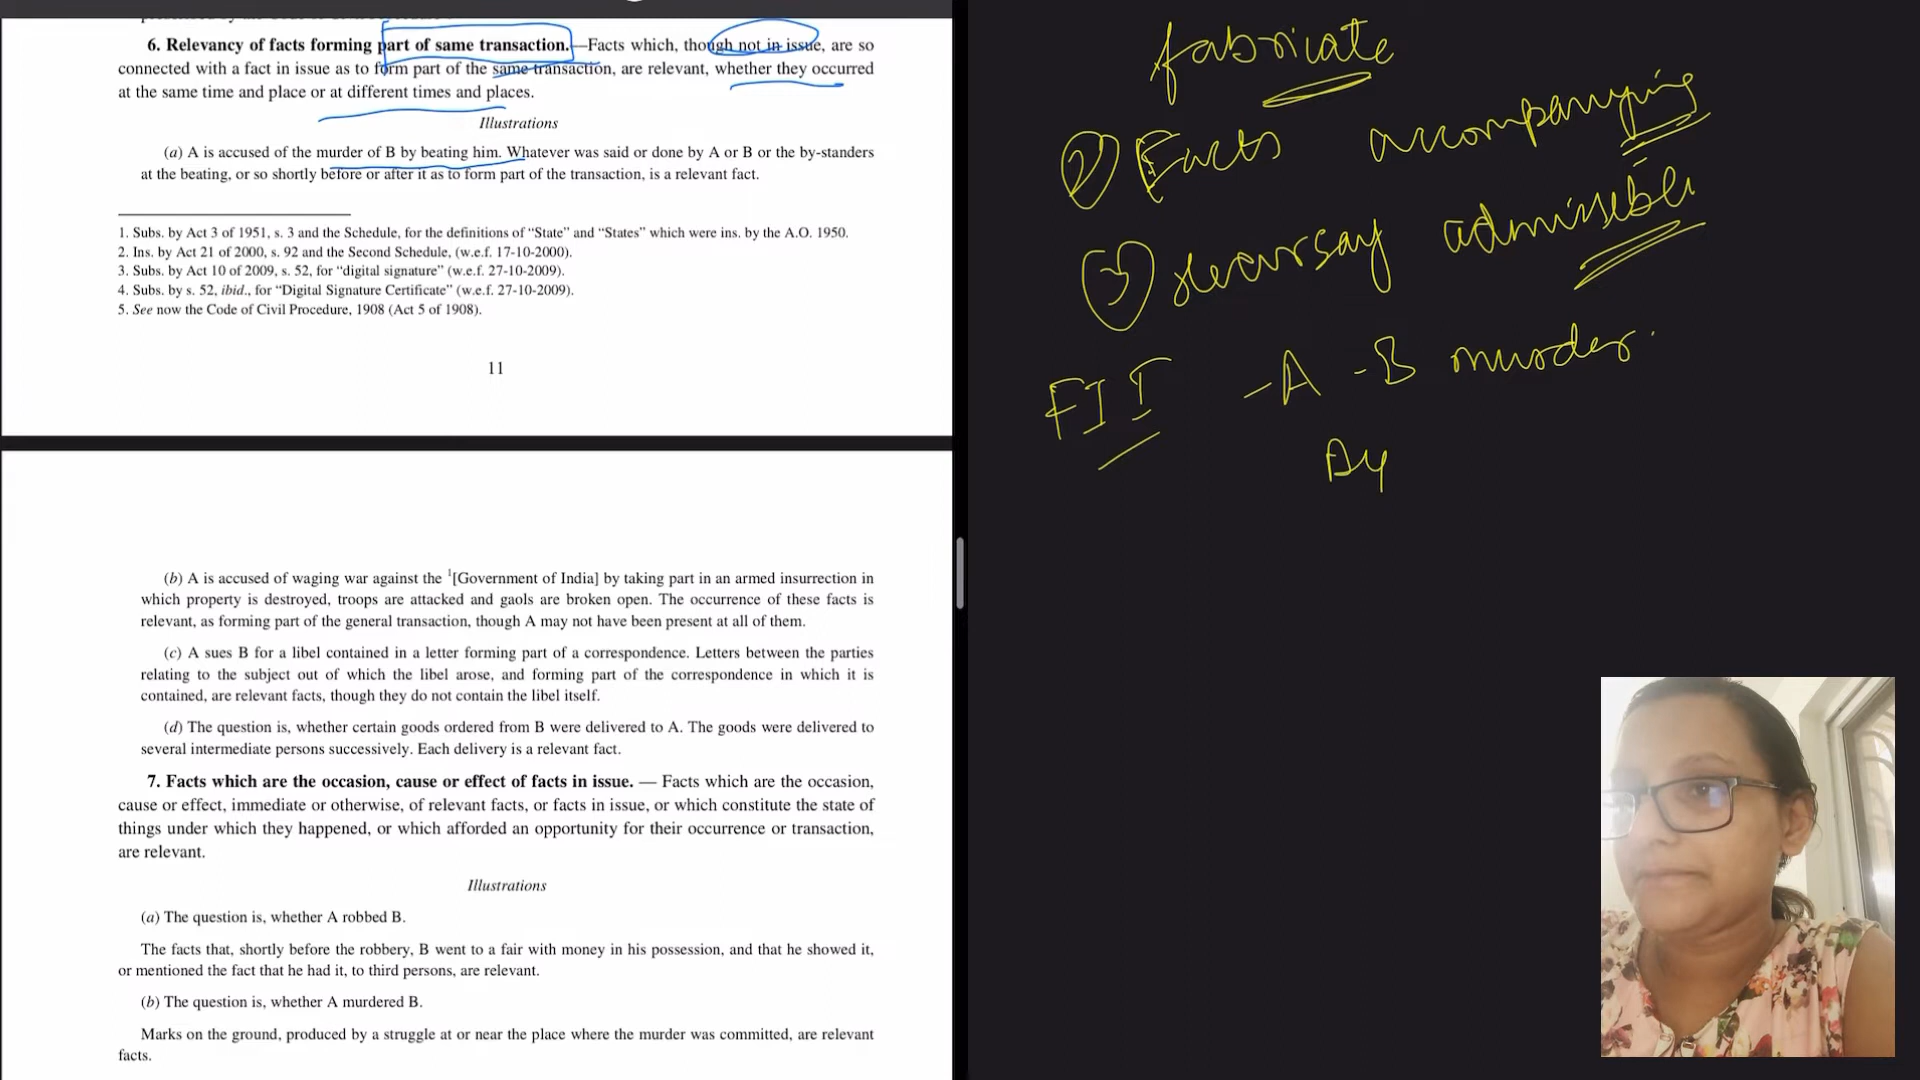 6. Relevancy of facts forming part of same transaction.—Facts which, though not in issue, are so
connected with a fact in issue as to form part of the same transaction, are relevant, whether they occurred
at the same time and place or at different times and places.
Illustrations
(a) A is accused of the murder of B by beating him. Whatever was said or done by A or B or the by-standers
at the beating, or so shortly before or after it as to form part of the transaction, is a relevant fact.
1. Subs. by Act 3 of 1951, s. 3 and the Schedule, for the definitions of “State” and “States” which were ins. by the A.O. 1950.
2. Ins. by Act 21 of 2000, s. 92 and the Second Schedule, (w.e.f. 17-10-2000).
3. Subs. by Act 10 of 2009, s. 52, for “digital signature” (w.e.f. 27-10-2009).
4. Subs. by s. 52, ibid., for “Digital Signature Certificate” (w.e.f. 27-10-2009).
5. See now the Code of Civil Procedure, 1908 (Act 5 of 1908).
11
(b) A is accused of waging war against the 1[Government of India] by taking part in an armed insurrection in
which property is destroyed, troops are attacked and gaols are broken open. The occurrence of these facts is
relevant, as forming part of the general transaction, though A may not have been present at all of them.
(c) A sues B for a libel contained in a letter forming part of a correspondence. Letters between the parties
relating to the subject out of which the libel arose, and forming part of the correspondence in which it is
contained, are relevant facts, though they do not contain the libel itself.
(d) The question is, whether certain goods ordered from B were delivered to A. The goods were delivered to
several intermediate persons successively. Each delivery is a relevant fact.
7. Facts which are the occasion, cause or effect of facts in issue. — Facts which are the occasion,
cause or effect, immediate or otherwise, of relevant facts, or facts in issue, or which constitute the state of
things under which they happened, or which afforded an opportunity for their occurrence or transaction,
are relevant.
Illustrations
(a) The question is, whether A robbed B.
The facts that, shortly before the robbery, B went to a fair with money in his possession, and that he showed it,
or mentioned the fact that he had it, to third persons, are relevant.
(b) The question is, whether A murdered B.
Marks on the ground, produced by a struggle at or near the place where the murder was committed, are relevant
facts.
fabricate
② Facts accompanying
③ Hearsay admissible
FII -A -B murder.